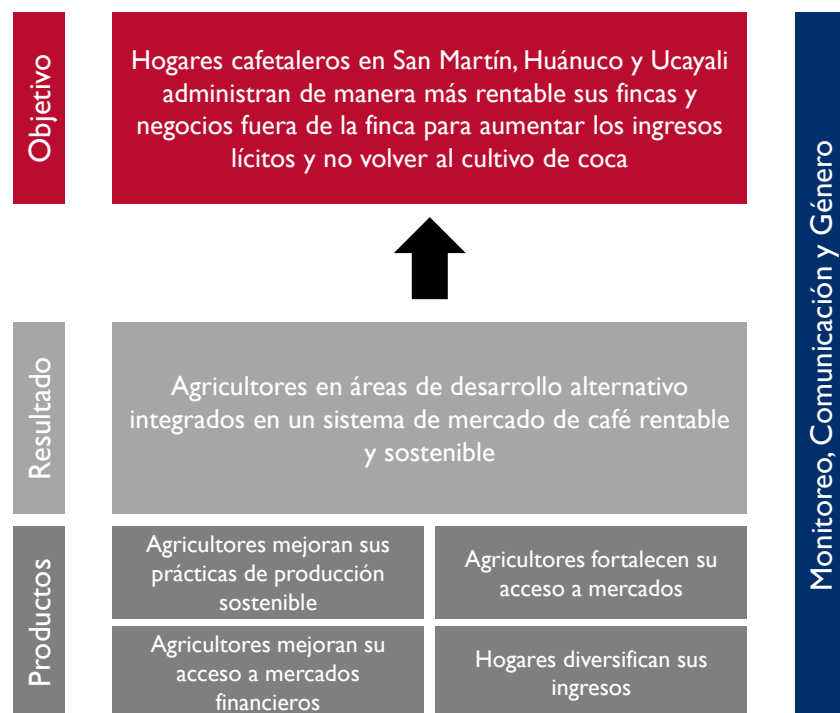 Objetivo
Hogares cafetaleros en San Martín, Huánuco y Ucayali
administran de manera más rentable sus fincas y
negocios fuera de la finca para aumentar los ingresos
lícitos y no volver al cultivo de coca
Resultado
Agricultores en áreas de desarrollo alternativo
integrados en un sistema de mercado de café rentable
y sostenible
Productos
Agricultores mejoran sus
prácticas de producción
sostenible
Agricultores fortalecen su
acceso a mercados
Agricultores mejoran su
acceso a mercados
financieros
Hogares diversifican sus
ingresos
Monitoreo, Comunicación y Género